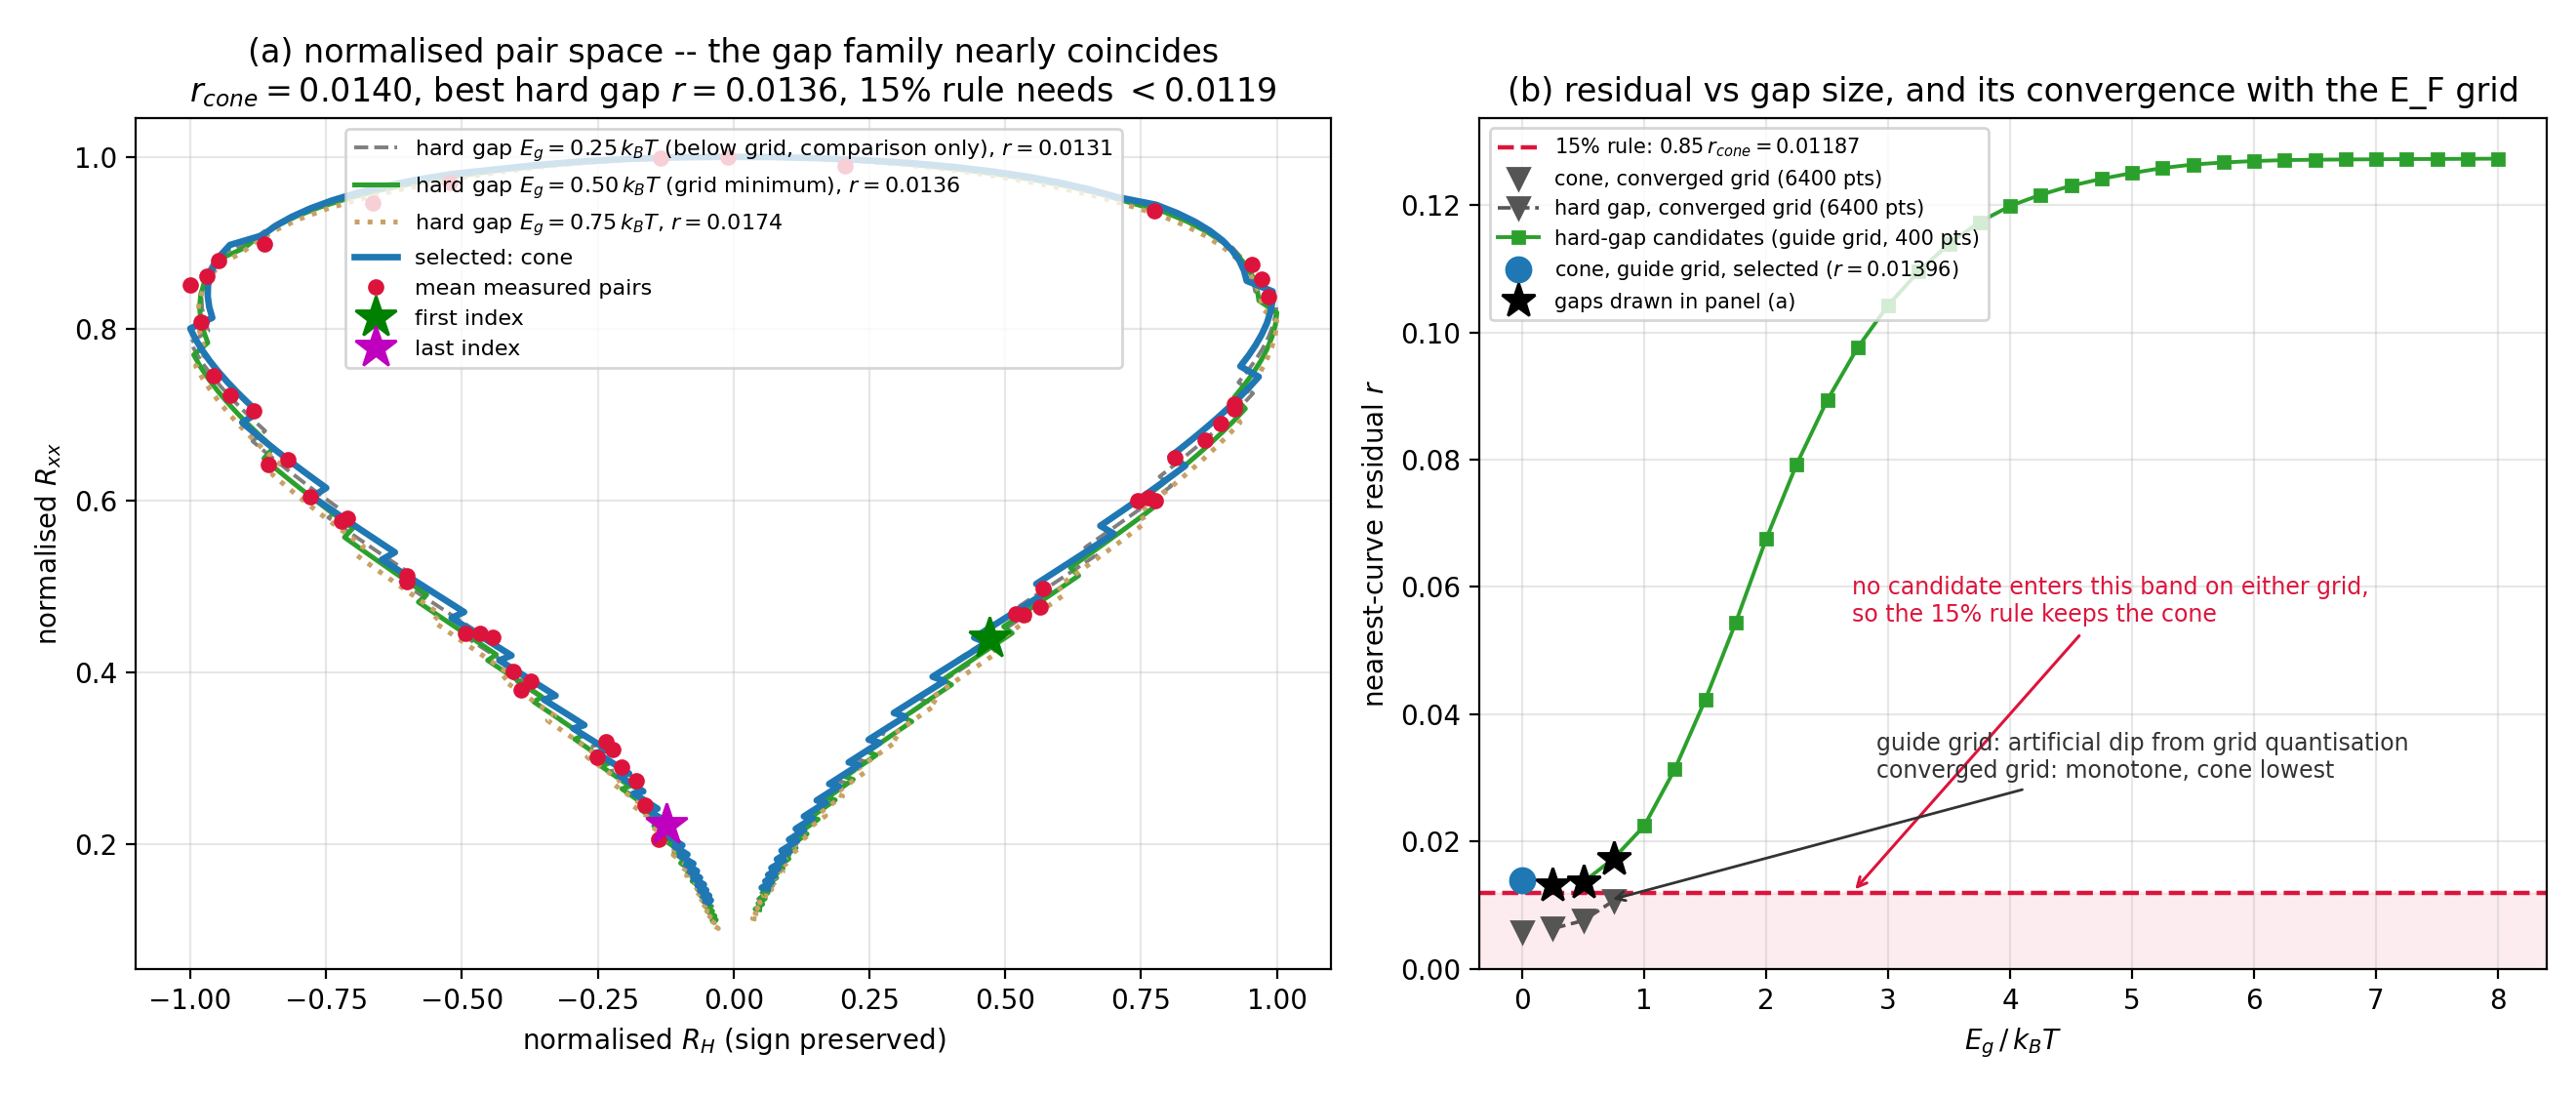 (a) normalised pair space -- the gap family nearly coincides
r_cone = 0.0140, best hard gap r = 0.0136, 15% rule needs < 0.0119
hard gap E_g = 0.25 k_BT (below grid, comparison only), r = 0.0131
hard gap E_g = 0.50 k_BT (grid minimum), r = 0.0136
hard gap E_g = 0.75 k_BT, r = 0.0174
selected: cone
mean measured pairs
first index
last index
1.0
0.8
0.6
0.4
0.2
normalised R_xx
−1.00
−0.75
−0.50
−0.25
0.00
0.25
0.50
0.75
1.00
normalised R_H (sign preserved)
(b) residual vs gap size, and its convergence with the E_F grid
15% rule: 0.85 r_cone = 0.01187
cone, converged grid (6400 pts)
hard gap, converged grid (6400 pts)
hard-gap candidates (guide grid, 400 pts)
cone, guide grid, selected (r = 0.01396)
gaps drawn in panel (a)
no candidate enters this band on either grid,
so the 15% rule keeps the cone
guide grid: artificial dip from grid quantisation
converged grid: monotone, cone lowest
0.12
0.10
0.08
0.06
0.04
0.02
0.00
nearest-curve residual r
0
1
2
3
4
5
6
7
8
E_g / k_BT